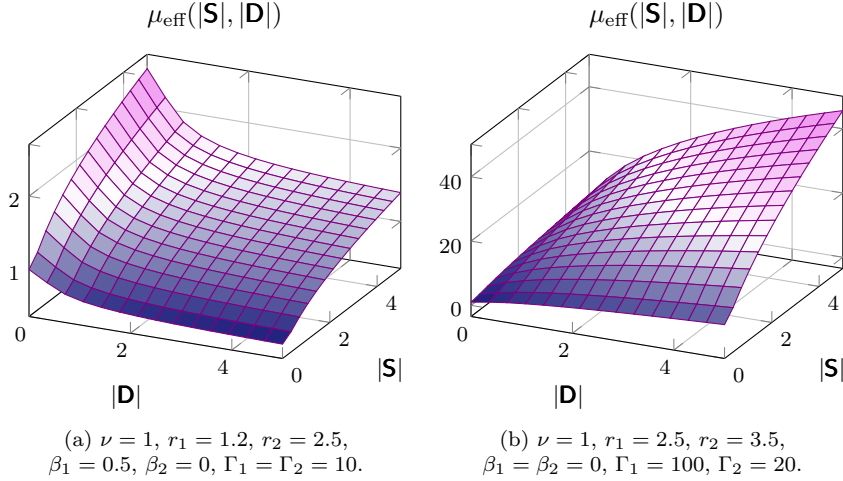 μeff(|S|, |D|)
2
1
0
2
4
|D|
0
2
4
|S|
(a) ν = 1, r1 = 1.2, r2 = 2.5,
β1 = 0.5, β2 = 0, Γ1 = Γ2 = 10.
μeff(|S|, |D|)
40
20
0
0
2
4
|D|
0
2
4
|S|
(b) ν = 1, r1 = 2.5, r2 = 3.5,
β1 = β2 = 0, Γ1 = 100, Γ2 = 20.